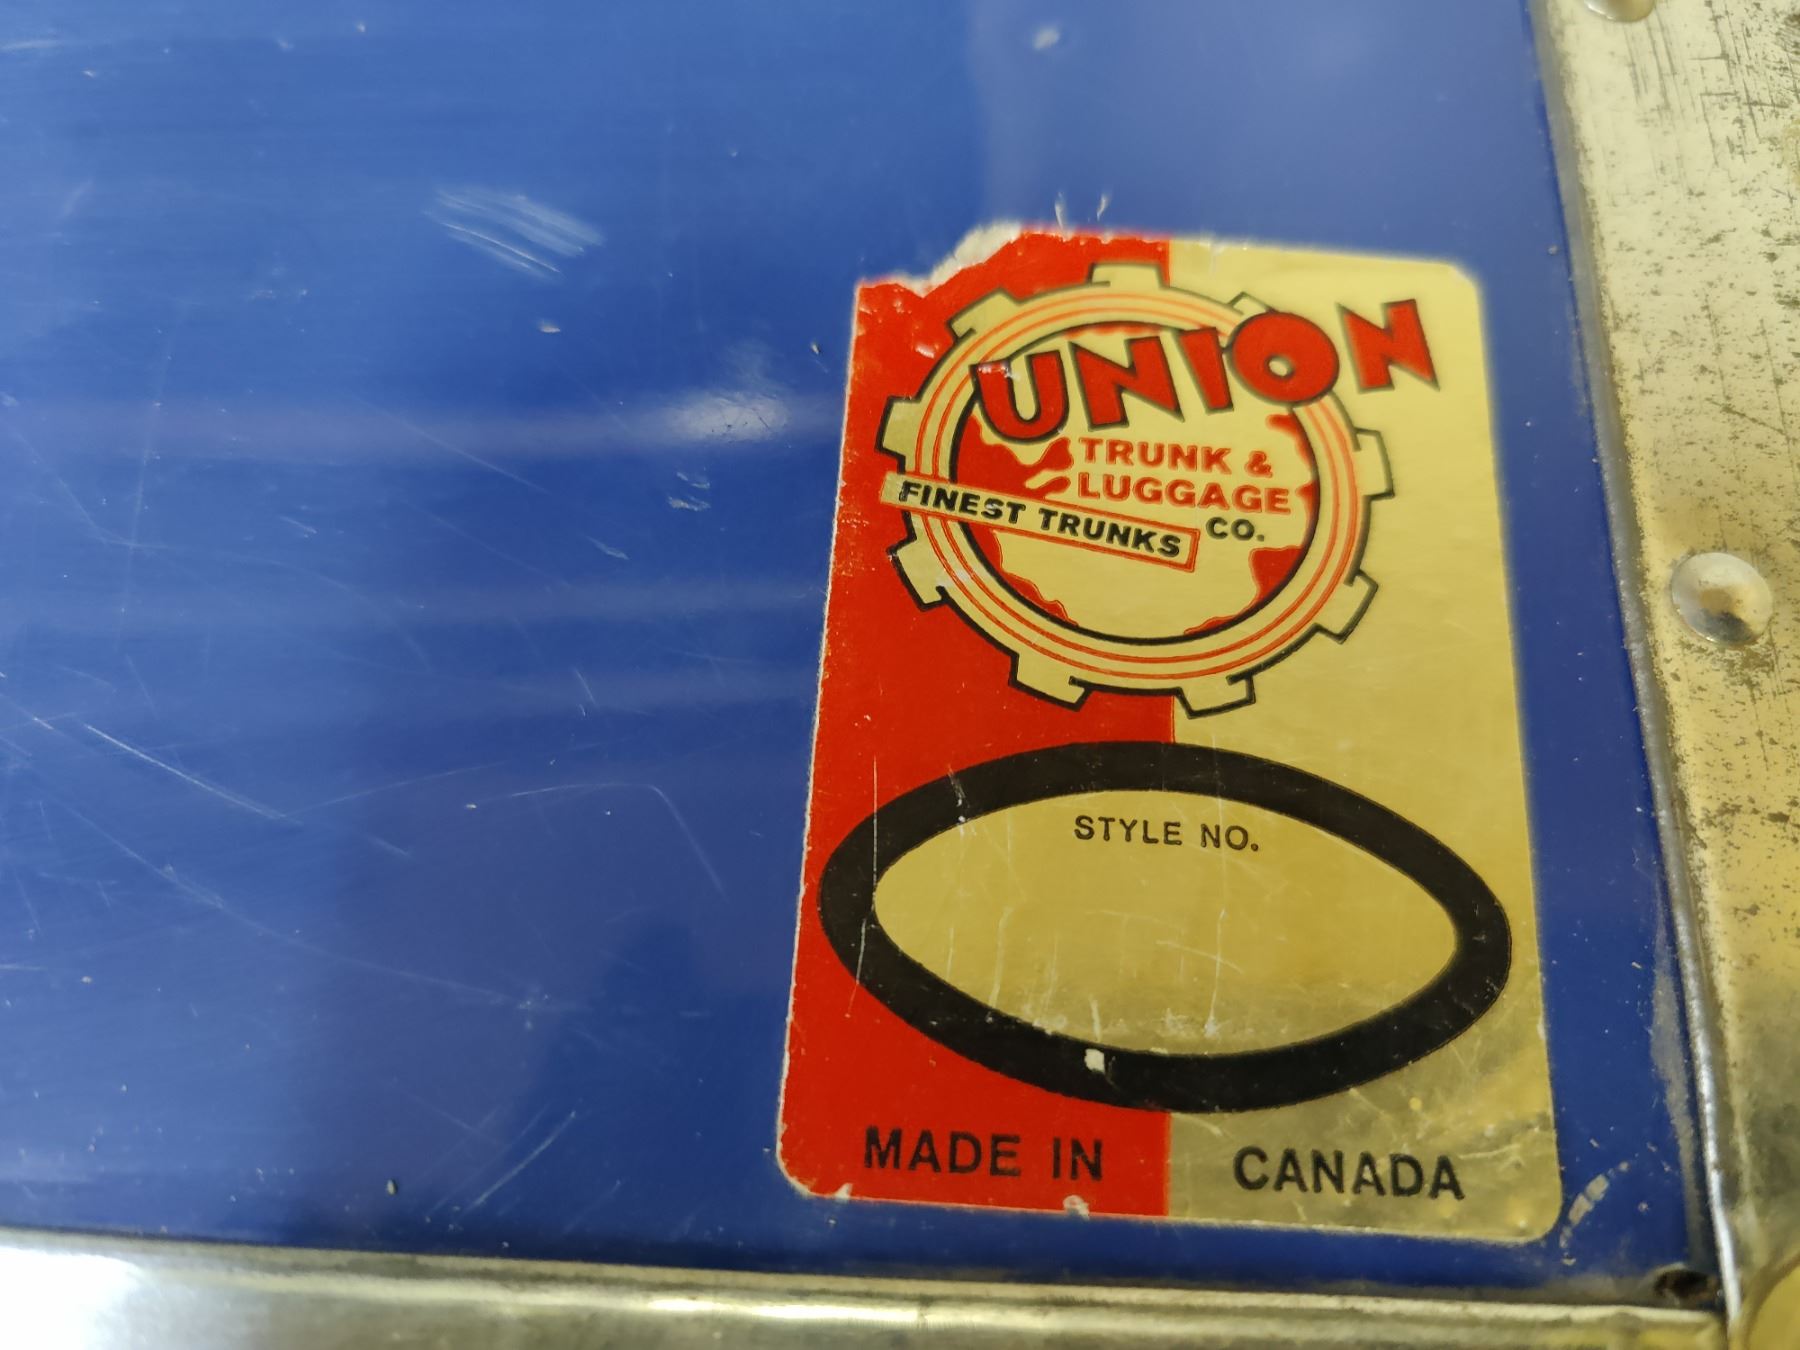 UNION
TRUNK &
LUGGAGE
CO.
FINEST TRUNKS
STYLE NO.
MADE IN CANADA